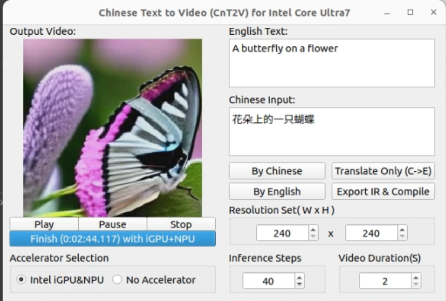 Chinese Text to Video (CnT2V) for Intel Core Ultra7
Output Video:
Play Pause Stop
Finish (0:02:44.117) with iGPU+NPU
Accelerator Selection
Intel iGPU&NPU No Accelerator
English Text:
A butterfly on a flower
Chinese Input:
花朵上的一只蝴蝶
By Chinese Translate Only (C->E)
By English Export IR & Compile
Resolution Set( W x H )
240 x 240
Inference Steps Video Duration(S)
40 2